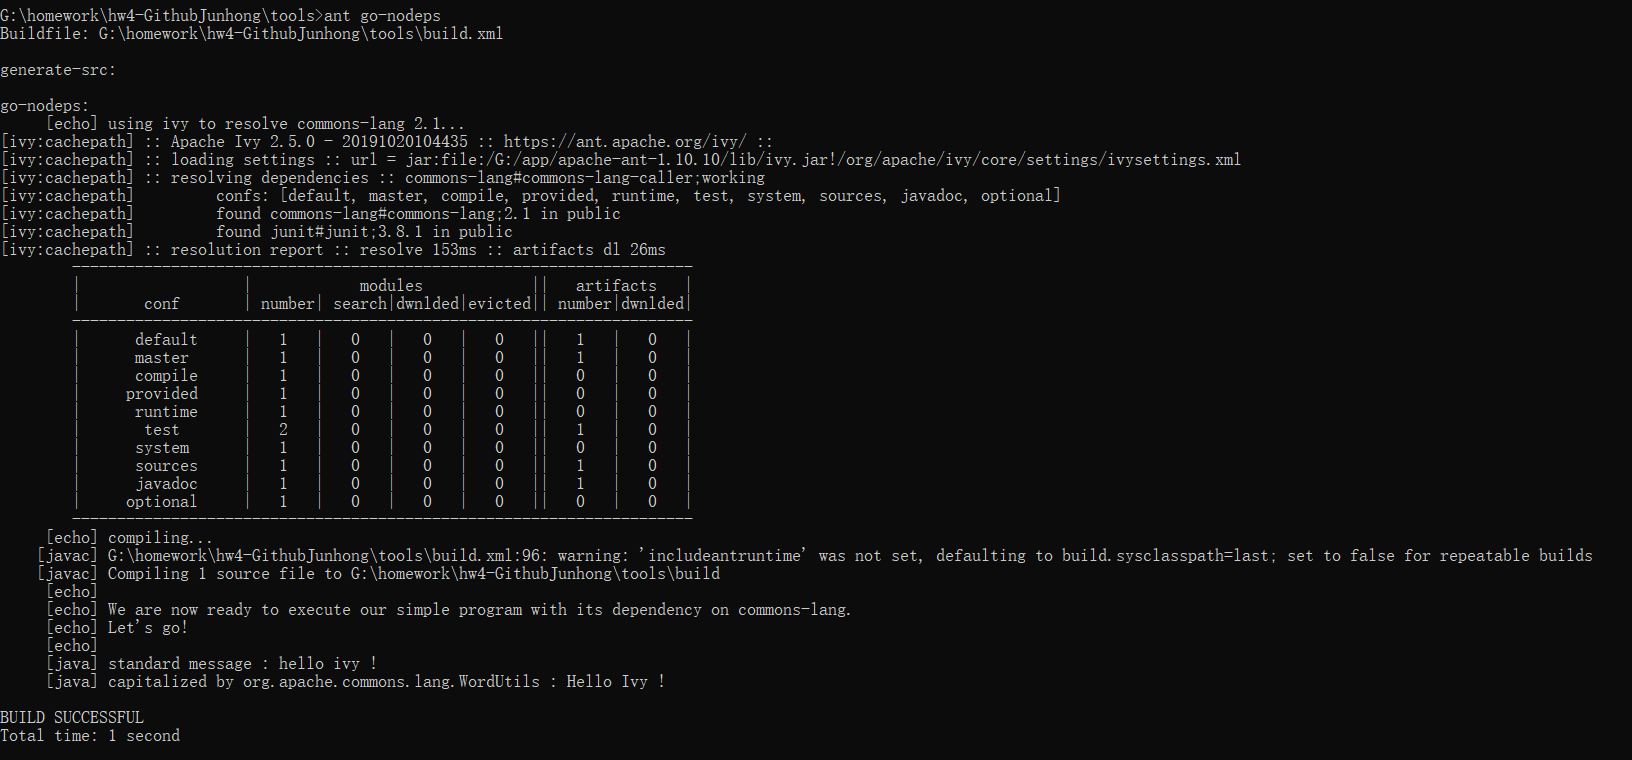 G:\homework\hw4-GithubJunhong\tools>ant go-nodeps
Buildfile: G:\homework\hw4-GithubJunhong\tools\build.xml
generate-src:
go-nodeps:
     [echo] using ivy to resolve commons-lang 2.1...
[ivy:cachepath] :: Apache Ivy 2.5.0 - 20191020104435 :: https://ant.apache.org/ivy/ ::
[ivy:cachepath] :: loading settings :: url = jar:file:/G:/app/apache-ant-1.10.10/lib/ivy.jar!/org/apache/ivy/core/settings/ivysettings.xml
[ivy:cachepath] :: resolving dependencies :: commons-lang#commons-lang-caller;working
[ivy:cachepath]         confs: [default, master, compile, provided, runtime, test, system, sources, javadoc, optional]
[ivy:cachepath]         found commons-lang#commons-lang;2.1 in public
[ivy:cachepath]         found junit#junit;3.8.1 in public
[ivy:cachepath] :: resolution report :: resolve 153ms :: artifacts dl 26ms
        ---------------------------------------------------------------------
        |                  |            modules            ||   artifacts   |
        |       conf       | number| search|dwnlded|evicted|| number|dwnlded|
        ---------------------------------------------------------------------
        |      default     |   1   |   0   |   0   |   0   ||   1   |   0   |
        |      master      |   1   |   0   |   0   |   0   ||   1   |   0   |
        |      compile     |   1   |   0   |   0   |   0   ||   0   |   0   |
        |     provided     |   1   |   0   |   0   |   0   ||   0   |   0   |
        |      runtime     |   1   |   0   |   0   |   0   ||   0   |   0   |
        |       test       |   2   |   0   |   0   |   0   ||   1   |   0   |
        |      system      |   1   |   0   |   0   |   0   ||   0   |   0   |
        |      sources     |   1   |   0   |   0   |   0   ||   1   |   0   |
        |      javadoc     |   1   |   0   |   0   |   0   ||   1   |   0   |
        |     optional     |   1   |   0   |   0   |   0   ||   0   |   0   |
        ---------------------------------------------------------------------
     [echo] compiling...
    [javac] G:\homework\hw4-GithubJunhong\tools\build.xml:96: warning: 'includeantruntime' was not set, defaulting to build.sysclasspath=last; set to false for repeatable builds
    [javac] Compiling 1 source file to G:\homework\hw4-GithubJunhong\tools\build
     [echo]
     [echo] We are now ready to execute our simple program with its dependency on commons-lang.
     [echo] Let's go!
     [echo]
     [java] standard message : hello ivy !
     [java] capitalized by org.apache.commons.lang.WordUtils : Hello Ivy !
BUILD SUCCESSFUL
Total time: 1 second